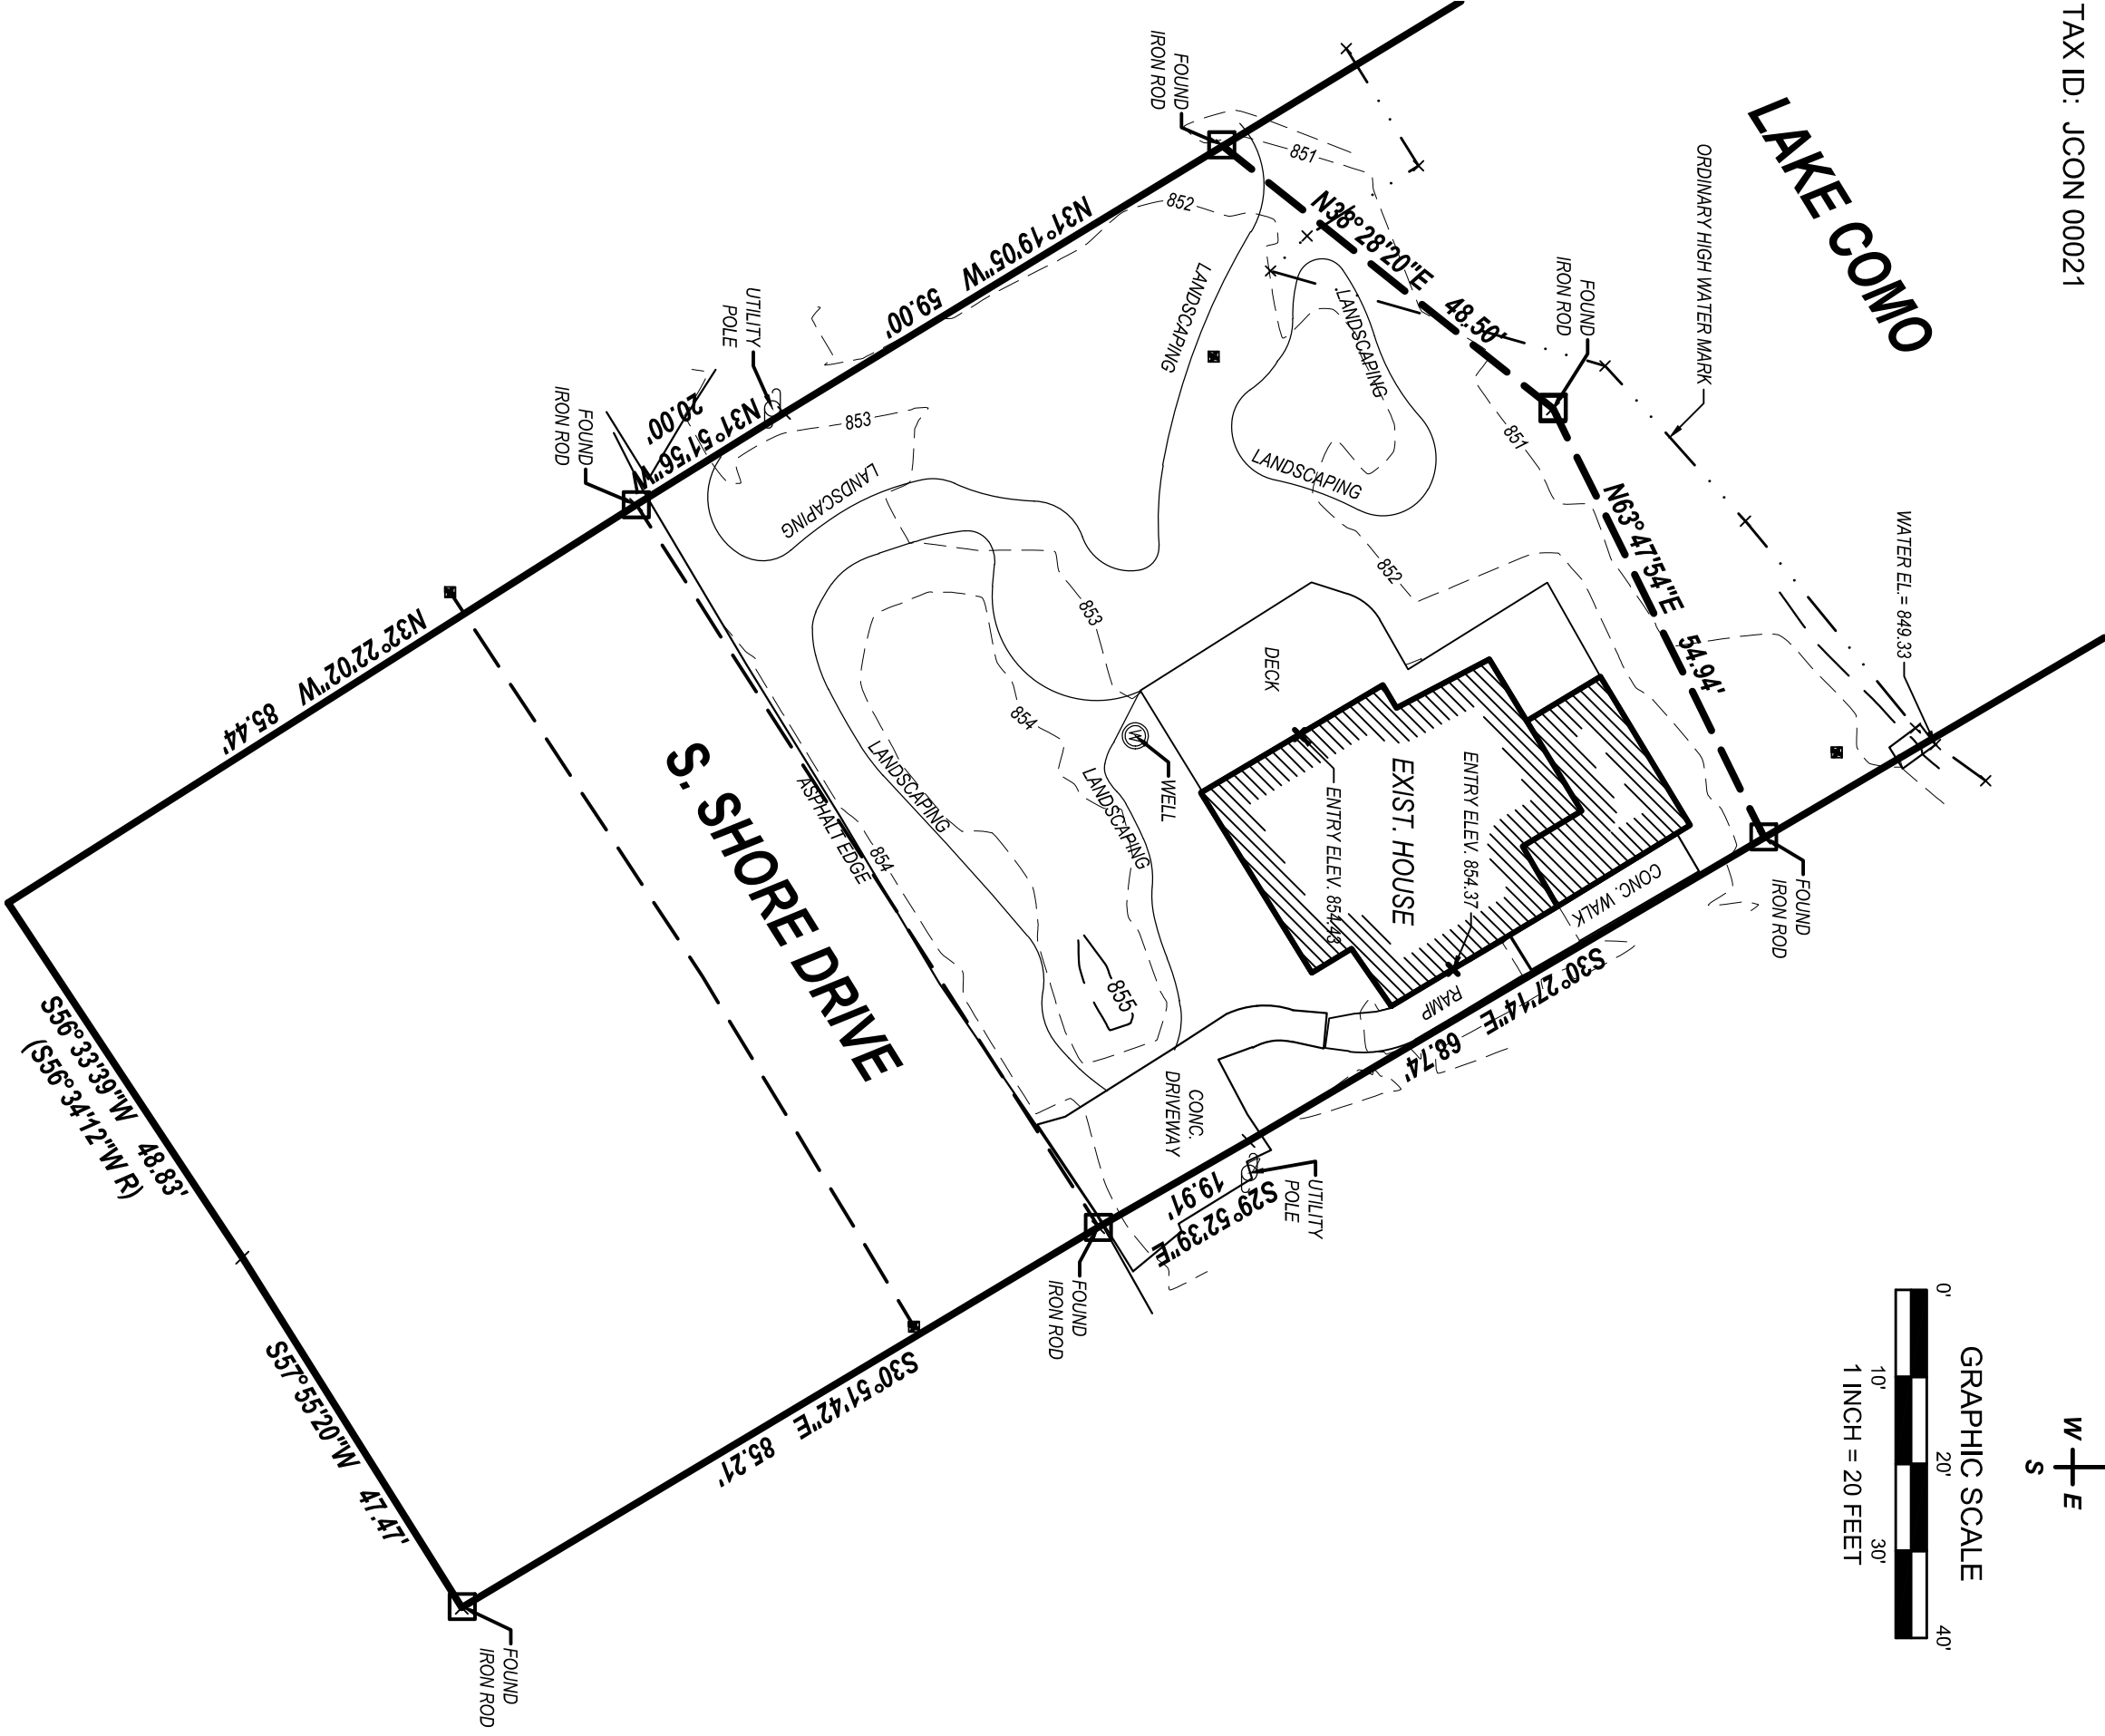 TAX ID: JCON 00021
LAKE COMO
ORDINARY HIGH WATER MARK
WATER EL.= 849.33
FOUND
IRON ROD
FOUND
IRON ROD
FOUND
IRON ROD
N38°28'20"E 48.50'
N63°47'54"E 54.94'
851
851
852
852
N31°19'05"W 59.00'
LANDSCAPING
LANDSCAPING
LANDSCAPING
UTILITY
POLE
N31°51'56"W
20.00'
FOUND
IRON ROD
853
LANDSCAPING
853
DECK
EXIST. HOUSE
ENTRY ELEV. 854.37
ENTRY ELEV. 854.43
CONC. WALK
RAMP
S30°27'14"E 68.74'
W
WELL
854
LANDSCAPING
LANDSCAPING
855
854
ASPHALT EDGE
CONC.
DRIVEWAY
UTILITY
POLE
S29°52'39"E
19.91'
FOUND
IRON ROD
S. SHORE DRIVE
N32°22'02"W 85.44'
S30°51'42"E 85.21'
S56°33'39"W 48.83'
(S56°34'12"W R)
S57°55'20"W 47.47'
FOUND
IRON ROD
W E
S
GRAPHIC SCALE
0' 20' 40'
10' 30'
1 INCH = 20 FEET